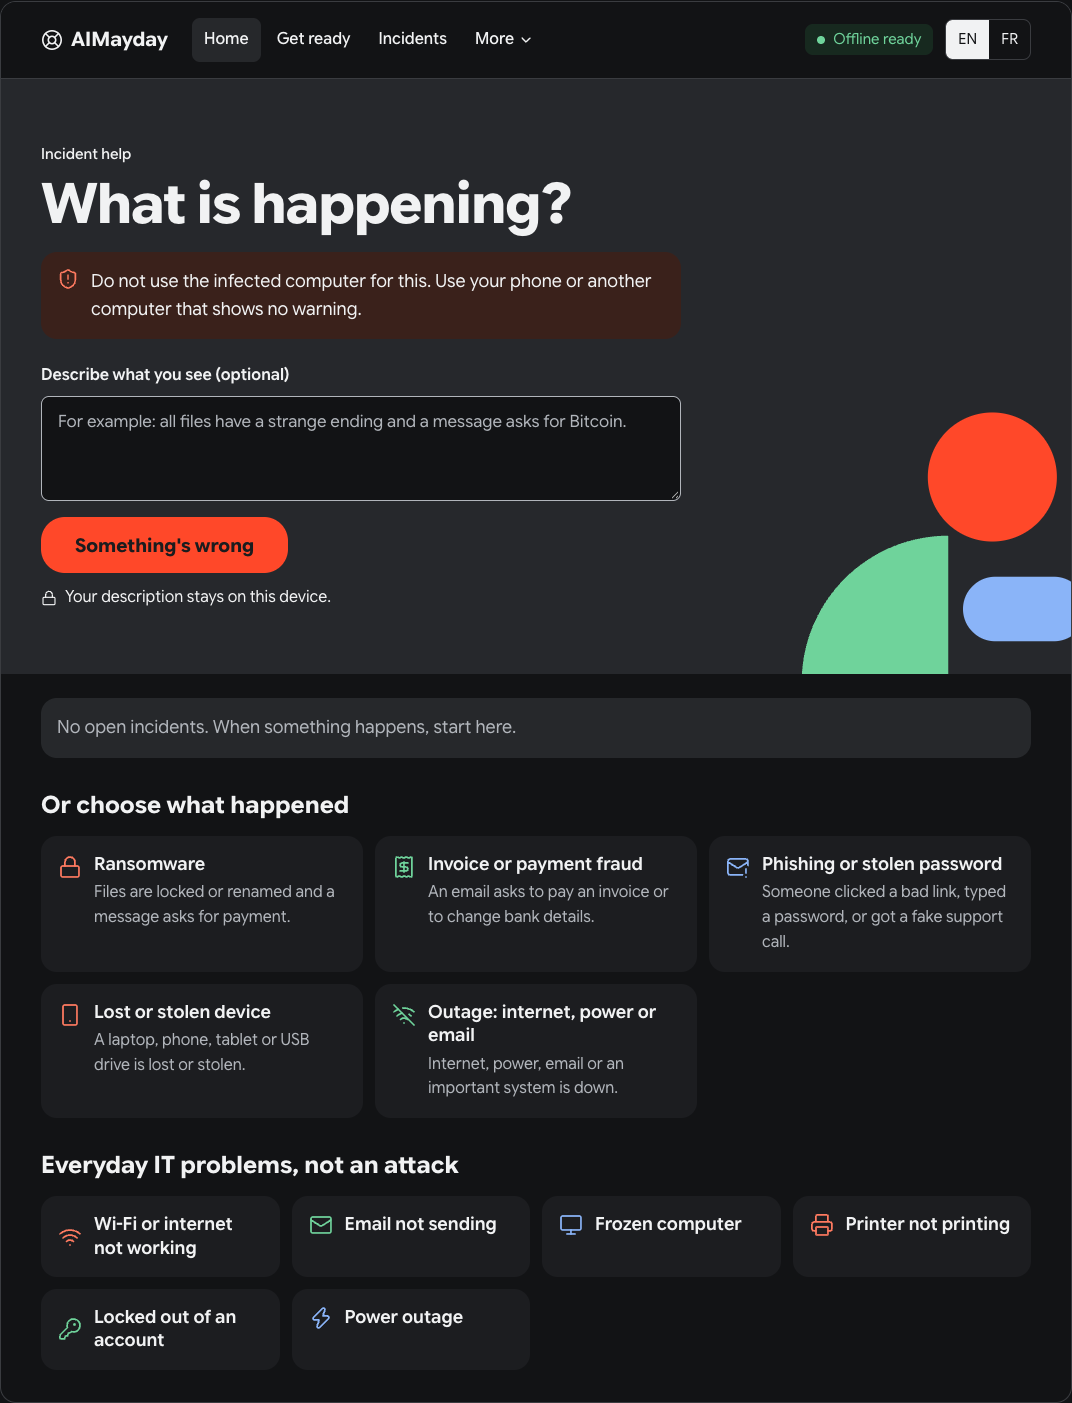 AIMayday
Home
Get ready
Incidents
More
Offline ready
EN
FR
Incident help
What is happening?
Do not use the infected computer for this. Use your phone or another
computer that shows no warning.
Describe what you see (optional)
For example: all files have a strange ending and a message asks for Bitcoin.
Something's wrong
Your description stays on this device.
No open incidents. When something happens, start here.
Or choose what happened
Ransomware
Files are locked or renamed and a
message asks for payment.
Invoice or payment fraud
An email asks to pay an invoice or
to change bank details.
Phishing or stolen password
Someone clicked a bad link, typed
a password, or got a fake support
call.
Lost or stolen device
A laptop, phone, tablet or USB
drive is lost or stolen.
Outage: internet, power or
email
Internet, power, email or an
important system is down.
Everyday IT problems, not an attack
Wi-Fi or internet
not working
Email not sending
Frozen computer
Printer not printing
Locked out of an
account
Power outage